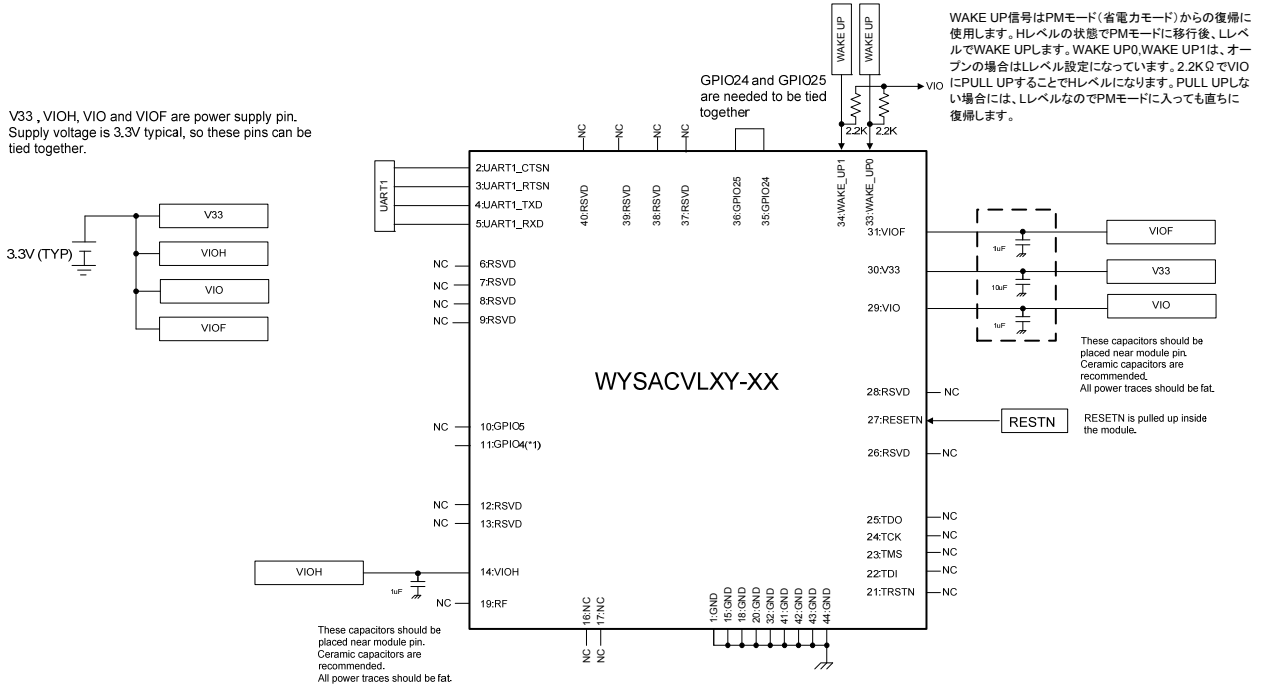 WAKE UP
WAKE UP
WAKE UP信号はPMモード（省電力モード）からの復帰に
使用します。Hレベルの状態でPMモードに移行後、Lレベ
ルでWAKE UPします。WAKE UP0,WAKE UP1は、オー
プンの場合はLレベル設定になっています。2.2KΩでVIO
にPULL UPすることでHレベルになります。PULL UPしな
い場合には、LレベルなのでPMモードに入っても直ちに
復帰します。
GPIO24 and GPIO25
are needed to be tied
together
VIO
2.2K
2.2K
V33 , VIOH, VIO and VIOF are power supply pin.
Supply voltage is 3.3V typical, so these pins can be
tied together.
3.3V (TYP)
V33
VIOH
VIO
VIOF
NC
NC
NC
NC
UART1
2:UART1_CTSN
3:UART1_RTSN
4:UART1_TXD
5:UART1_RXD
40:RSVD
39:RSVD
38:RSVD
37:RSVD
36:GPIO25
35:GPIO24
34:WAKE_UP1
33:WAKE_UP0
NC
6:RSVD
NC
7:RSVD
NC
8:RSVD
NC
9:RSVD
31:VIOF
1uF
VIOF
30:V33
10uF
V33
29:VIO
1uF
VIO
These capacitors should be
placed near module pin.
Ceramic capacitors are
recommended.
All power traces should be fat.
WYSACVLXY-XX
28:RSVD
NC
27:RESETN
RESTN
RESETN is pulled up inside
the module.
26:RSVD
NC
NC
10:GPIO5
11:GPIO4(*1)
NC
12:RSVD
NC
13:RSVD
25:TDO
NC
24:TCK
NC
23:TMS
NC
22:TDI
NC
21:TRSTN
NC
VIOH
1uF
14:VIOH
NC
19:RF
These capacitors should be
placed near module pin.
Ceramic capacitors are
recommended.
All power traces should be fat.
16:NC
17:NC
NC
NC
1:GND
15:GND
18:GND
20:GND
32:GND
41:GND
42:GND
43:GND
44:GND